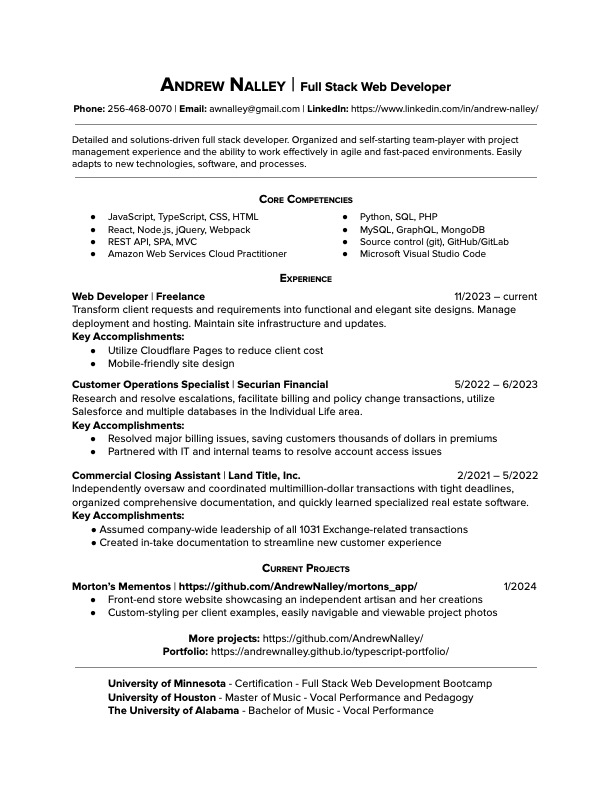 ANDREW NALLEY | Full Stack Web Developer
Phone: 256-468-0070 | Email: awnalley@gmail.com | LinkedIn: https://www.linkedin.com/in/andrew-nalley/
Detailed and solutions-driven full stack developer. Organized and self-starting team-player with project
management experience and the ability to work effectively in agile and fast-paced environments. Easily
adapts to new technologies, software, and processes.
CORE COMPETENCIES
● JavaScript, TypeScript, CSS, HTML
● React, Node.js, jQuery, Webpack
● REST API, SPA, MVC
● Amazon Web Services Cloud Practitioner
● Python, SQL, PHP
● MySQL, GraphQL, MongoDB
● Source control (git), GitHub/GitLab
● Microsoft Visual Studio Code
EXPERIENCE
Web Developer | Freelance 11/2023 – current
Transform client requests and requirements into functional and elegant site designs. Manage
deployment and hosting. Maintain site infrastructure and updates.
Key Accomplishments:
● Utilize Cloudflare Pages to reduce client cost
● Mobile-friendly site design
Customer Operations Specialist | Securian Financial 5/2022 – 6/2023
Research and resolve escalations, facilitate billing and policy change transactions, utilize
Salesforce and multiple databases in the Individual Life area.
Key Accomplishments:
● Resolved major billing issues, saving customers thousands of dollars in premiums
● Partnered with IT and internal teams to resolve account access issues
Commercial Closing Assistant | Land Title, Inc. 2/2021 – 5/2022
Independently oversaw and coordinated multimillion-dollar transactions with tight deadlines,
organized comprehensive documentation, and quickly learned specialized real estate software.
Key Accomplishments:
● Assumed company-wide leadership of all 1031 Exchange-related transactions
● Created in-take documentation to streamline new customer experience
CURRENT PROJECTS
Morton's Mementos | https://github.com/AndrewNalley/mortons_app/ 1/2024
● Front-end store website showcasing an independent artisan and her creations
● Custom-styling per client examples, easily navigable and viewable project photos
More projects: https://github.com/AndrewNalley/
Portfolio: https://andrewnalley.github.io/typescript-portfolio/
University of Minnesota - Certification - Full Stack Web Development Bootcamp
University of Houston - Master of Music - Vocal Performance and Pedagogy
The University of Alabama - Bachelor of Music - Vocal Performance